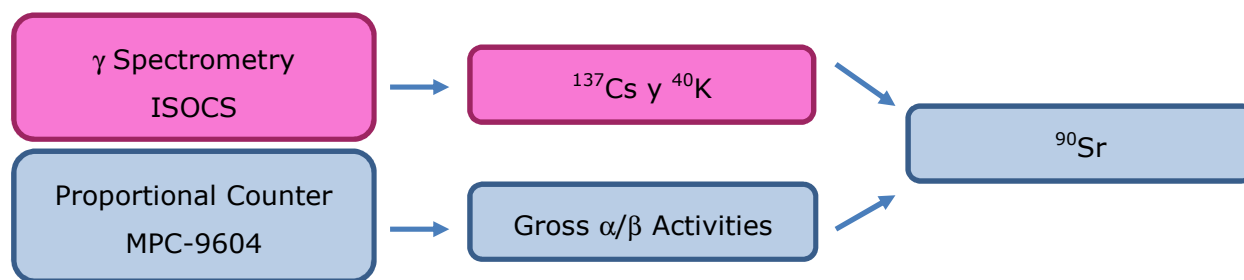 γ Spectrometry
ISOCS
¹³⁷Cs y ⁴⁰K
⁹⁰Sr
Proportional Counter
MPC-9604
Gross α/β Activities